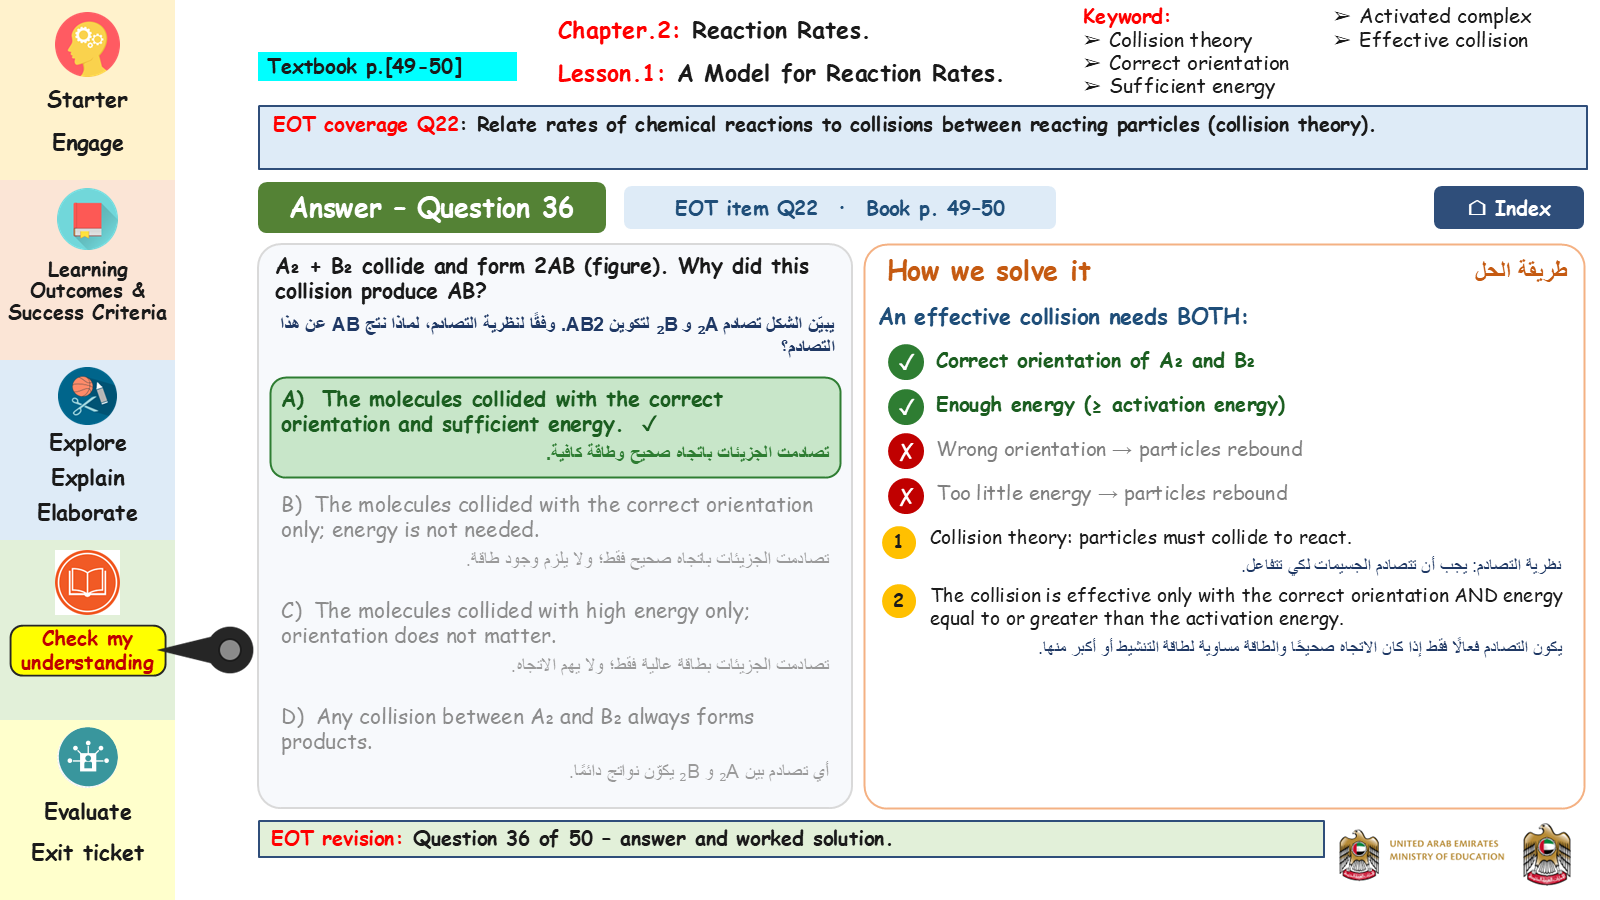 Starter
Engage
Learning
Outcomes &
Success Criteria
Explore
Explain
Elaborate
Check my
understanding
Evaluate
Exit ticket
Textbook p.[49-50]
Chapter.2: Reaction Rates.
Lesson.1: A Model for Reaction Rates.
Keyword:
➢ Collision theory
➢ Correct orientation
➢ Sufficient energy
➢ Activated complex
➢ Effective collision
EOT coverage Q22: Relate rates of chemical reactions to collisions between reacting particles (collision theory).
Answer – Question 36
EOT item Q22 · Book p. 49–50
Index
A₂ + B₂ collide and form 2AB (figure). Why did this
collision produce AB?
يبيّن الشكل تصادم A₂ و B₂ لتكوين AB2. وفقًا لنظرية التصادم، لماذا نتج AB عن هذا
التصادم؟
A) The molecules collided with the correct
orientation and sufficient energy. ✓
تصادمت الجزيئات باتجاه صحيح وطاقة كافية.
B) The molecules collided with the correct orientation
only; energy is not needed.
تصادمت الجزيئات باتجاه صحيح فقط؛ ولا يلزم وجود طاقة.
C) The molecules collided with high energy only;
orientation does not matter.
تصادمت الجزيئات بطاقة عالية فقط؛ ولا يهم الاتجاه.
D) Any collision between A₂ and B₂ always forms
products.
أي تصادم بين A₂ و B₂ يكوّن نواتج دائمًا.
How we solve it
طريقة الحل
An effective collision needs BOTH:
✓ Correct orientation of A₂ and B₂
✓ Enough energy (≥ activation energy)
✗ Wrong orientation → particles rebound
✗ Too little energy → particles rebound
1 Collision theory: particles must collide to react.
نظرية التصادم: يجب أن تتصادم الجسيمات لكي تتفاعل.
2 The collision is effective only with the correct orientation AND energy
equal to or greater than the activation energy.
يكون التصادم فعالًا فقط إذا كان الاتجاه صحيحًا والطاقة مساوية لطاقة التنشيط أو أكبر منها.
EOT revision: Question 36 of 50 – answer and worked solution.
UNITED ARAB EMIRATES
MINISTRY OF EDUCATION